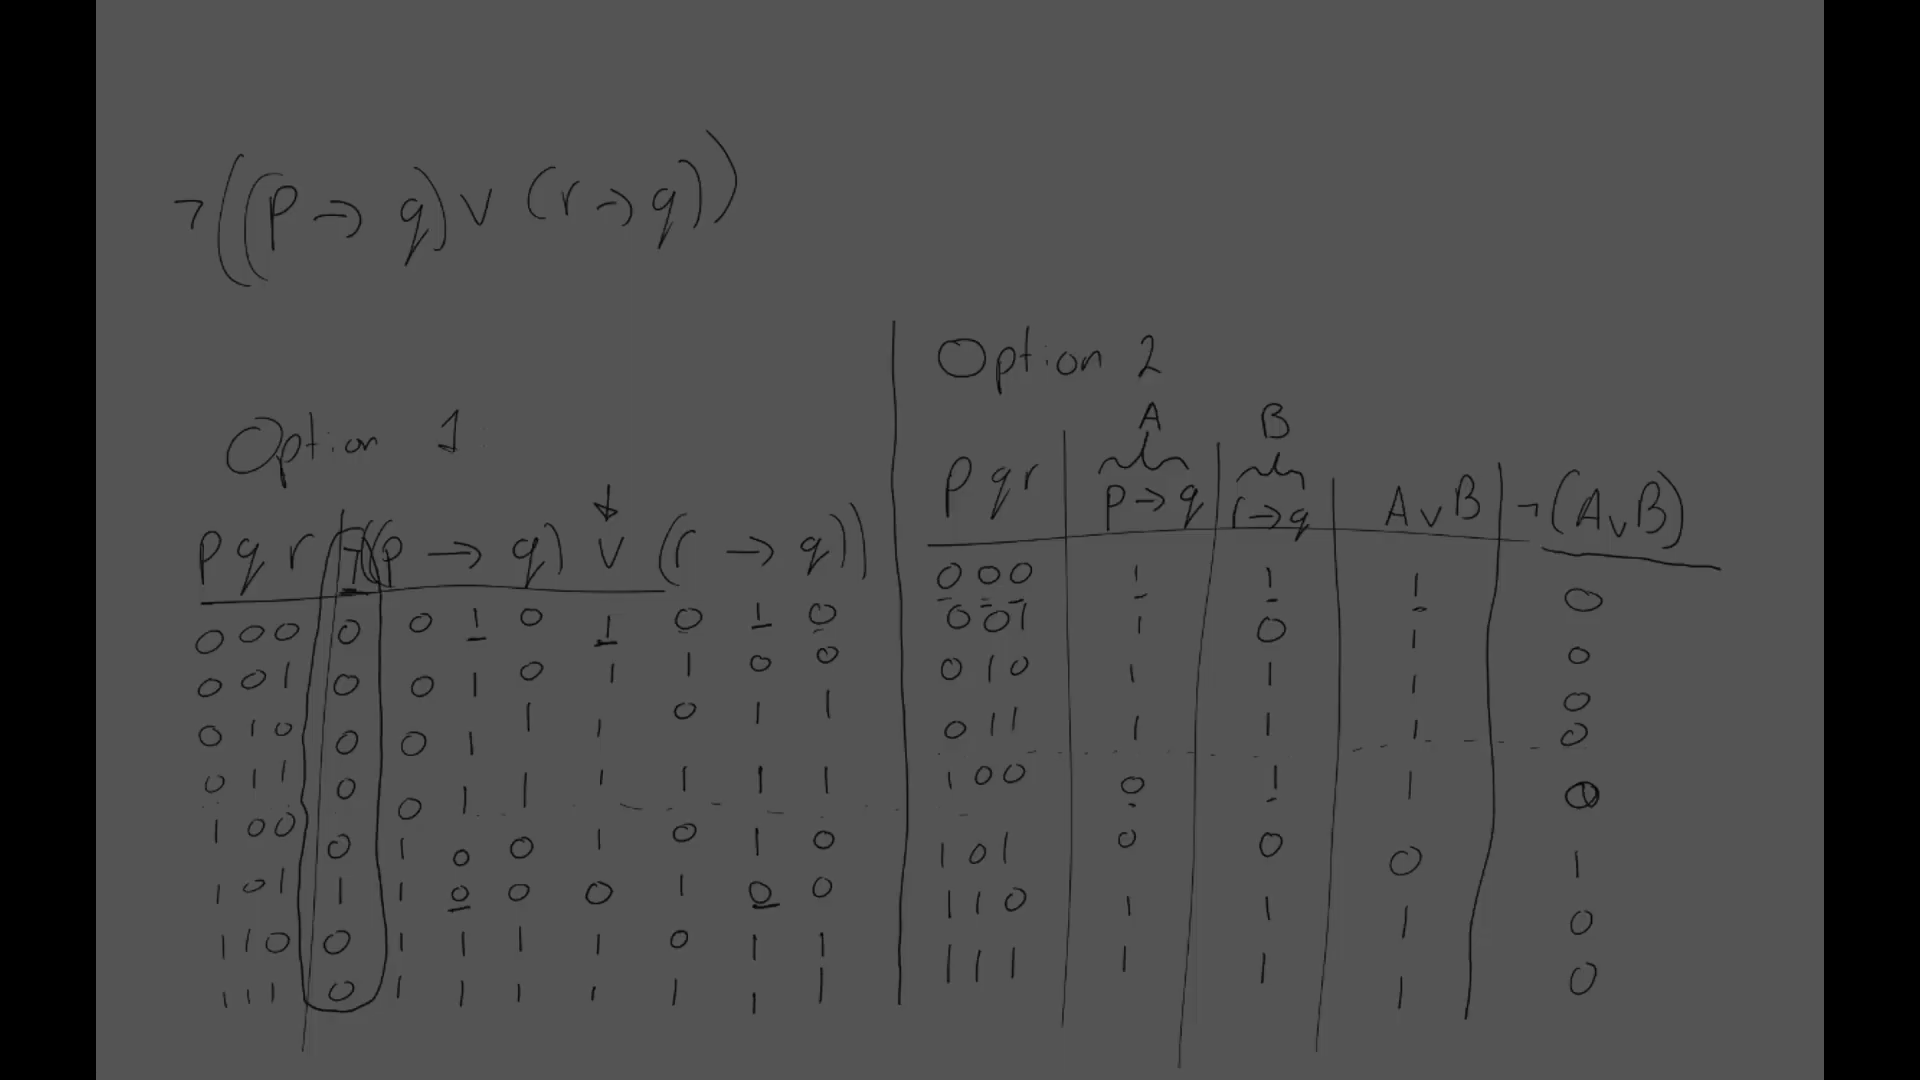 ¬((p → q) ∨ (r → q))
Option 1
p q r ¬((p → q) ∨ (r → q))
0 0 0 0 0 1 0 1 0 1 0
0 0 1 0 0 1 0 1 1 0 0
0 1 0 0 0 1 1 1 0 1 1
0 1 1 0 0 1 1 1 1 1 1
1 0 0 0 1 0 0 1 0 1 0
1 0 1 1 1 0 0 0 1 0 0
1 1 0 0 1 1 1 1 0 1 1
1 1 1 0 1 1 1 1 1 1 1
Option 2
A B
p q r p → q r → q A ∨ B ¬(A ∨ B)
0 0 0 1 1 1 0
0 0 1 1 0 1 0
0 1 0 1 1 1 0
0 1 1 1 1 1 0
1 0 0 0 1 1 0
1 0 1 0 0 0 1
1 1 0 1 1 1 0
1 1 1 1 1 1 0